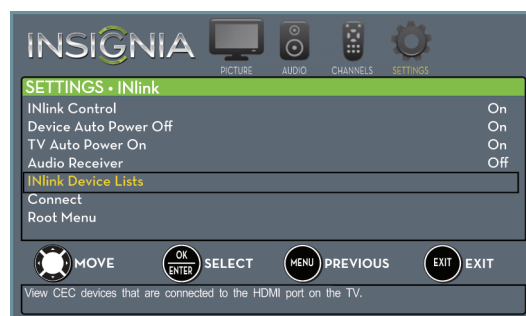 INSIGNIA
PICTURE AUDIO CHANNELS SETTINGS
SETTINGS • INlink
INlink Control On
Device Auto Power Off On
TV Auto Power On On
Audio Receiver Off
INlink Device Lists
Connect
Root Menu
MOVE OK ENTER SELECT MENU PREVIOUS EXIT EXIT
View CEC devices that are connected to the HDMI port on the TV.